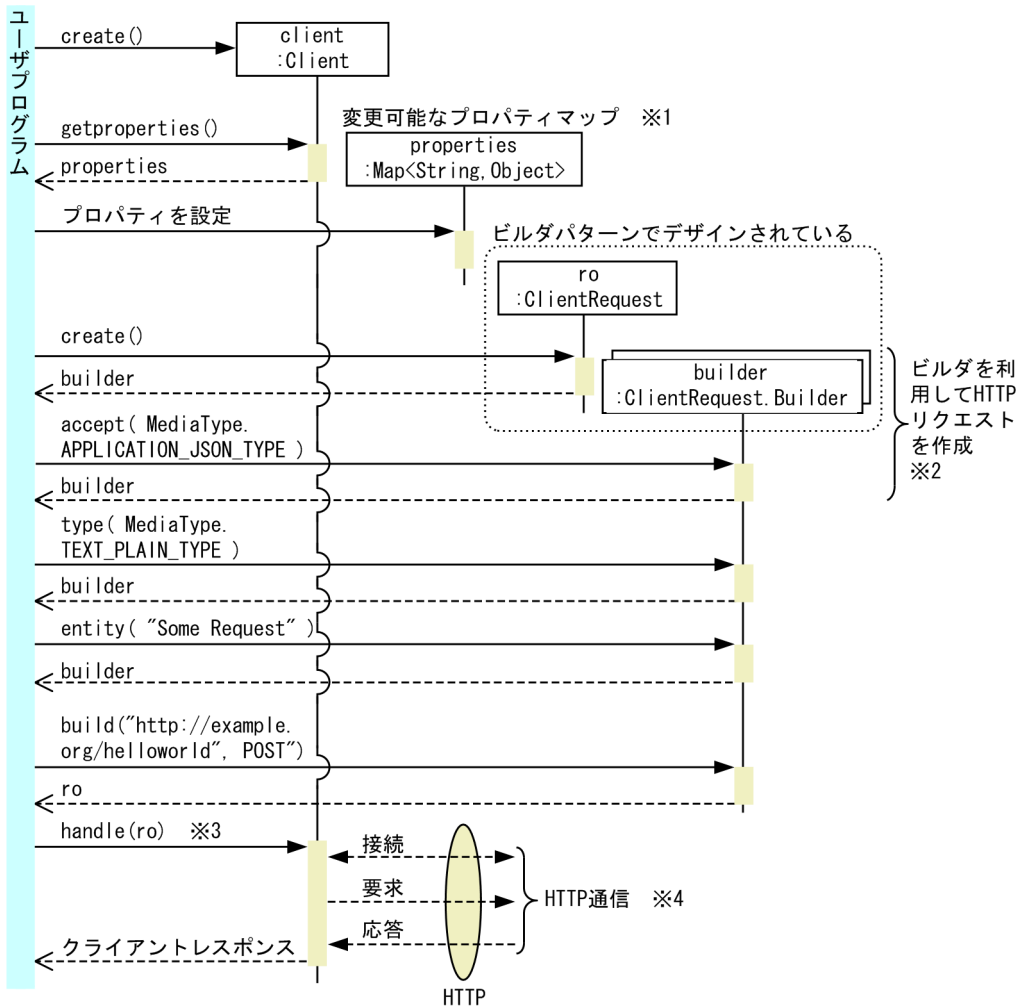 ユーザプログラム
create()
client
:Client
変更可能なプロパティマップ ※1
getproperties()
properties
:Map<String,Object>
properties
プロパティを設定
ビルダパターンでデザインされている
ro
:ClientRequest
create()
builder
builder
:ClientRequest.Builder
ビルダを利
用してHTTP
リクエスト
を作成
※2
accept( MediaType.
APPLICATION_JSON_TYPE )
builder
type( MediaType.
TEXT_PLAIN_TYPE )
builder
entity( "Some Request" )
builder
build("http://example.
org/helloworld", POST")
ro
handle(ro) ※3
接続
要求
HTTP通信 ※4
応答
クライアントレスポンス
HTTP